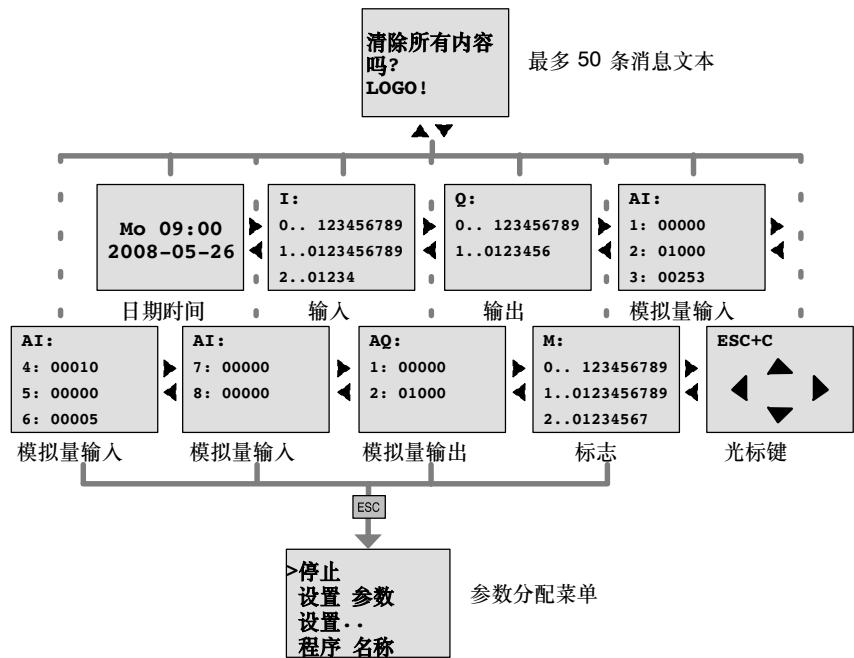 清除所有内容
吗?
LOGO!
最多 50 条消息文本
Mo 09:00
2008-05-26
日期时间
I:
0.. 123456789
1..0123456789
2..01234
输入
Q:
0.. 123456789
1..0123456
输出
AI:
1: 00000
2: 01000
3: 00253
模拟量输入
AI:
4: 00010
5: 00000
6: 00005
模拟量输入
AI:
7: 00000
8: 00000
模拟量输入
AQ:
1: 00000
2: 01000
模拟量输出
M:
0.. 123456789
1..0123456789
2..01234567
标志
ESC+C
光标键
ESC
>停止
设置 参数
设置..
程序 名称
参数分配菜单